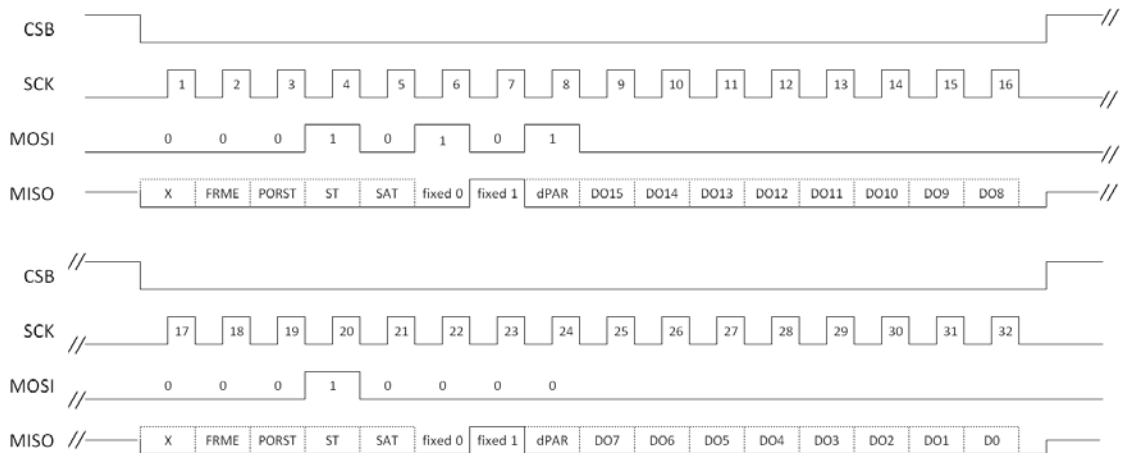 CSB
SCK 1 2 3 4 5 6 7 8 9 10 11 12 13 14 15 16
MOSI 0 0 0 1 0 1 0 1
MISO X FRME PORST ST SAT fixed 0 fixed 1 dPAR DO15 DO14 DO13 DO12 DO11 DO10 DO9 DO8
CSB
SCK 17 18 19 20 21 22 23 24 25 26 27 28 29 30 31 32
MOSI 0 0 0 1 0 0 0 0
MISO X FRME PORST ST SAT fixed 0 fixed 1 dPAR DO7 DO6 DO5 DO4 DO3 DO2 DO1 D0